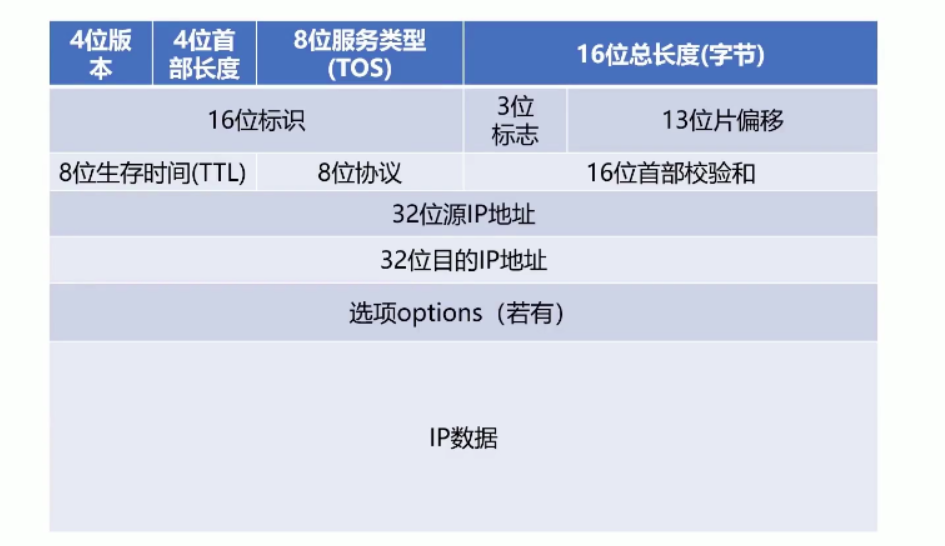 4位版
本
4位首
部长度
8位服务类型
(TOS)
16位总长度(字节)
16位标识
3位
标志
13位片偏移
8位生存时间(TTL)
8位协议
16位首部校验和
32位源IP地址
32位目的IP地址
选项options（若有）
IP数据